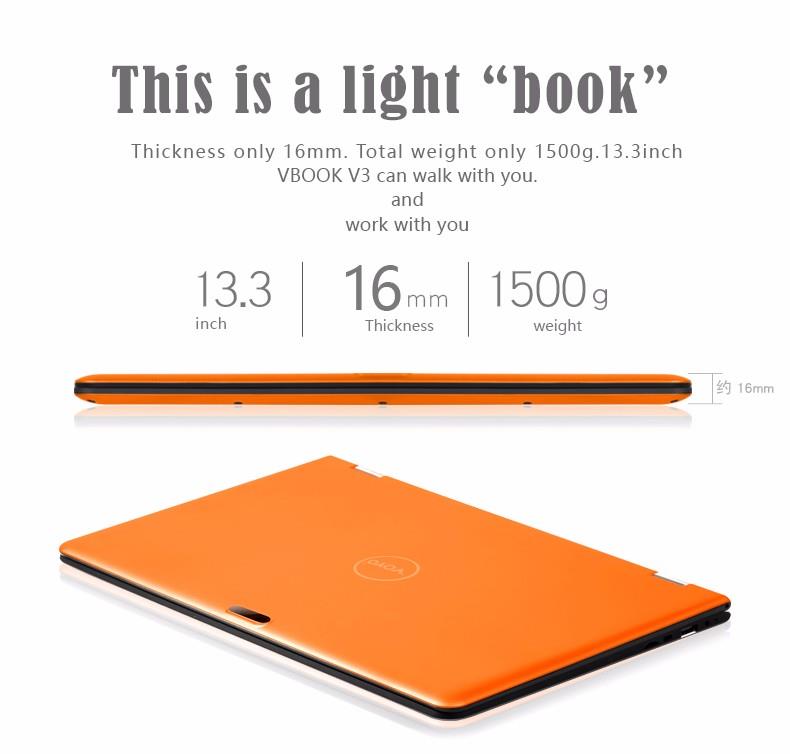 This is a light “book”
Thickness only 16mm. Total weight only 1500g.13.3inch
VBOOK V3 can walk with you.
and
work with you
13.3
inch
16mm
Thickness
1500g
weight
约 16mm
VOYO